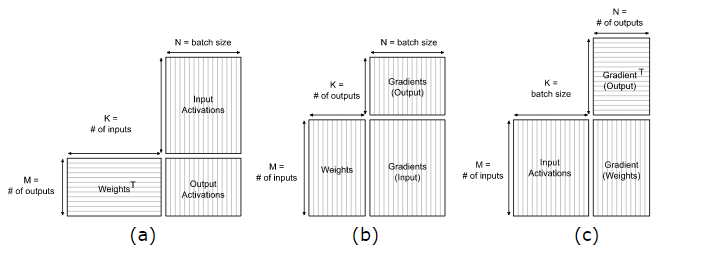 N = batch size
K =
# of inputs
Input
Activations
M =
# of outputs
Weights T
Output
Activations
(a)
N = batch size
K =
# of outputs
Gradients
(Output)
M =
# of inputs
Weights
Gradients
(Input)
(b)
N =
# of outputs
K =
batch size
Gradient T
(Output)
M =
# of inputs
Input
Activations
Gradient
(Weights)
(c)